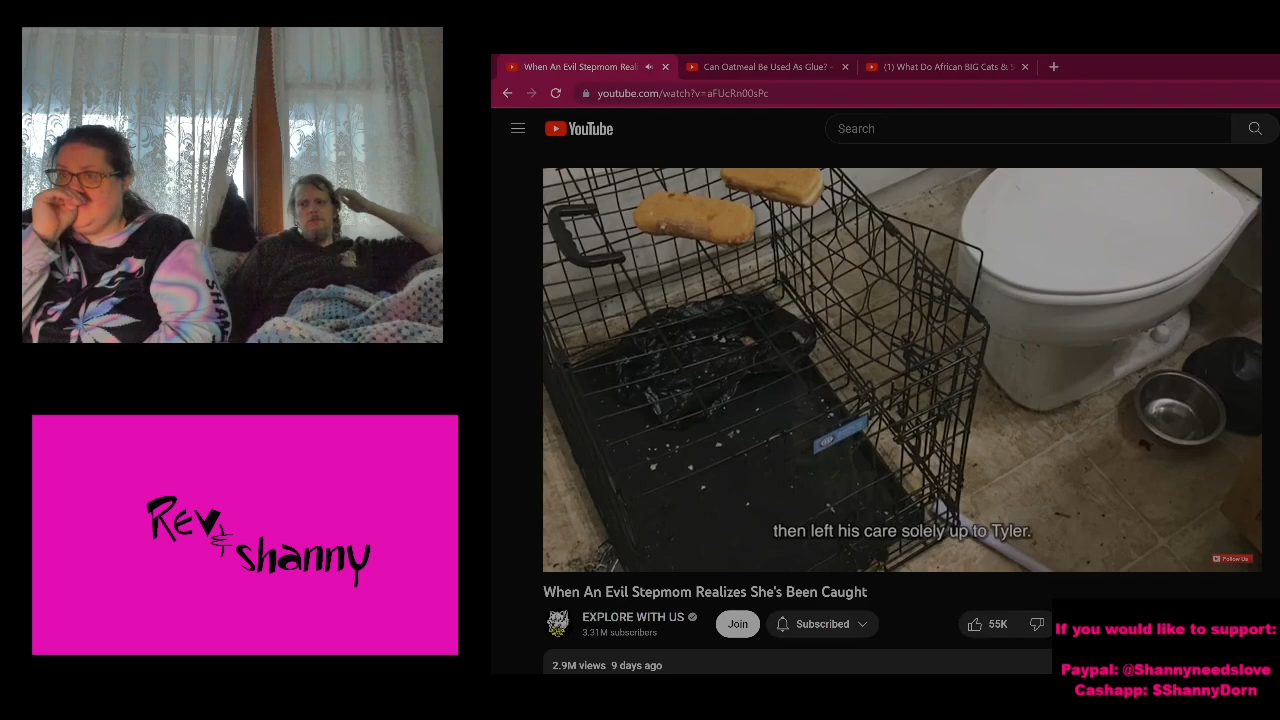 When An Evil Stepmom Reali
Can Oatmeal Be Used As Glue? -
(1) What Do African BIG Cats &
youtube.com/watch?v=aFUcRn00sPc
YouTube
Search
SHAN
Rev
&
shanny
then left his care solely up to Tyler.
Follow Us
When An Evil Stepmom Realizes She's Been Caught
EXPLORE WITH US
3.31M subscribers
Join
Subscribed
55K
2.9M views 9 days ago
If you would like to support:
Paypal: @Shannyneedslove
Cashapp: $ShannyDorn